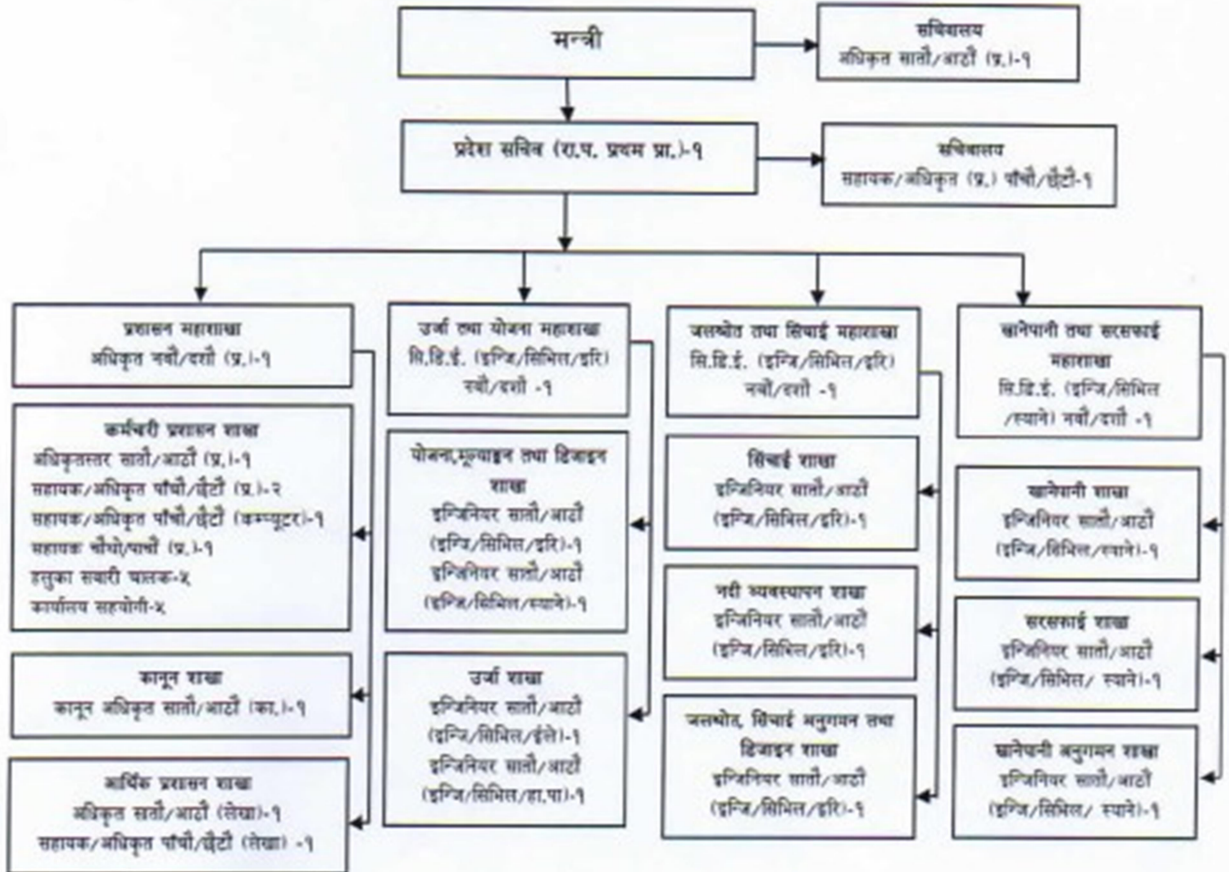 मन्त्री
सचिवालय
अधिकृत सातौ/आठौं (प्र.)-१
प्रदेश सचिव (रा.प. प्रथम प्रा.)-१
सचिवालय
सहायक/अधिकृत (प्र.) पाँचौ/छैटौ-१
प्रशासन महाशाखा
अधिकृत नवौं/दशौ (प्र.)-१
कर्मचरी प्रशासन शाखा
अधिकृतस्तर सातौ/आठौं (प्र.)-१
सहायक/अधिकृत पाँचौ/छैटौ (प्र.)-२
सहायक/अधिकृत पाँचौ/छैटौ (कम्प्यूटर)-१
सहायक चौथो/पाचौं (प्र.)-१
हलुका सवारी चालक-५
कार्यालय सहयोगी-५
कानून शाखा
कानून अधिकृत सातौ/आठौं (का.)-१
आर्थिक प्रशासन शाखा
अधिकृत सातौ/आठौ (लेखा)-१
सहायक/अधिकृत पाँचौ/छैटौ (लेखा) -१
उर्जा तथा योजना महाशाखा
सि.डि.ई. (इन्जि/सिभिल/इरि)
नवौं/दशौ -१
योजना,मूल्याङ्कन तथा डिजाइन
शाखा
इन्जिनियर सातौ/आठौं
(इन्जि/सिभिल/इरि)-१
इन्जिनियर सातौ/आठौं
(इन्जि/सिभिल/स्याने)-१
उर्जा शाखा
इन्जिनियर सातौ/आठौं
(इन्जि/सिभिल/ईले)-१
इन्जिनियर सातौ/आठौं
(इन्जि/सिभिल/हा.पा)-१
जलश्रोत तथा सिंचाई महाशाखा
सि.डि.ई. (इन्जि/सिभिल/इरि)
नवौं/दशौ -१
सिंचाई शाखा
इन्जिनियर सातौ/आठौं
(इन्जि/सिभिल/इरि)-१
नदी व्यवस्थापन शाखा
इन्जिनियर सातौ/आठौं
(इन्जि/सिभिल/इरि)-१
जलश्रोत, सिंचाई अनुगमन तथा
डिजाइन शाखा
इन्जिनियर सातौ/आठौं
(इन्जि/सिभिल/इरि)-१
खानेपानी तथा सरसफाई
महाशाखा
सि.डि.ई. (इन्जि/सिभिल
/स्याने) नवौं/दशौ -१
खानेपानी शाखा
इन्जिनियर सातौ/आठौं
(इन्जि/सिभिल/स्याने)-१
सरसफाई शाखा
इन्जिनियर सातौ/आठौं
(इन्जि/सिभिल/ स्याने)-१
खानेपानी अनुगमन शाखा
इन्जिनियर सातौ/आठौं
(इन्जि/सिभिल/ स्याने)-१